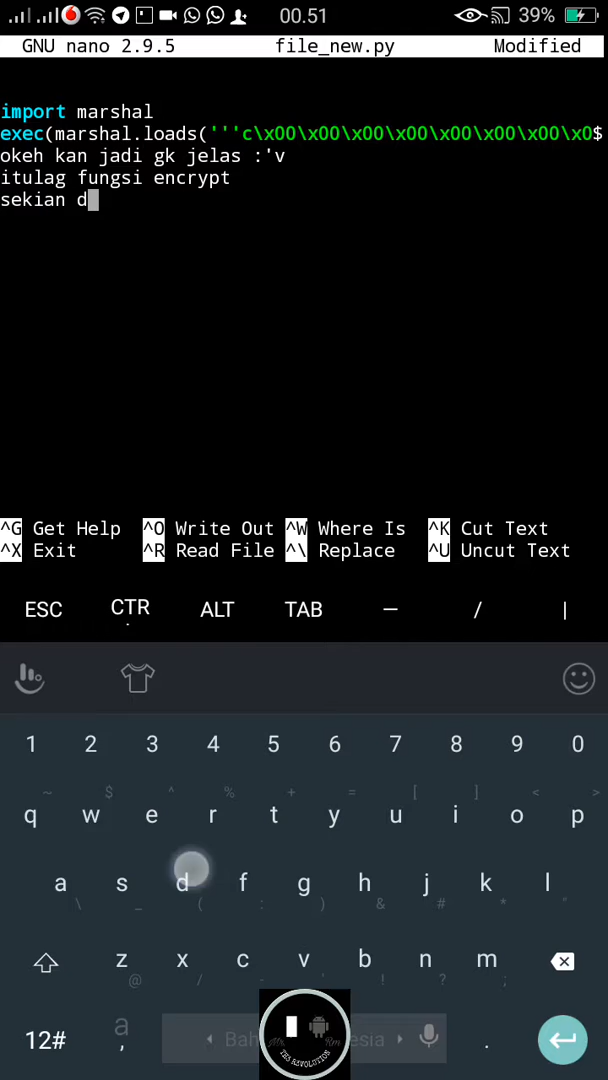 00.51 39%
GNU nano 2.9.5 file_new.py Modified
import marshal
exec(marshal.loads('''c\x00\x00\x00\x00\x00\x00\x00\x0$
okeh kan jadi gk jelas :'v
itulag fungsi encrypt
sekian d
^G Get Help ^O Write Out ^W Where Is ^K Cut Text
^X Exit ^R Read File ^\ Replace ^U Uncut Text
ESC CTR ALT TAB — / |
1 2 3 4 5 6 7 8 9 0
~ $ ^ % + = [ ] < >
q w e r t y u i o p
a s d f g h j k l
\ _ ( : ) & # * "
z x c v b n m
@ / - ' ! ? ;
12# a , .
THE REVOLUTION